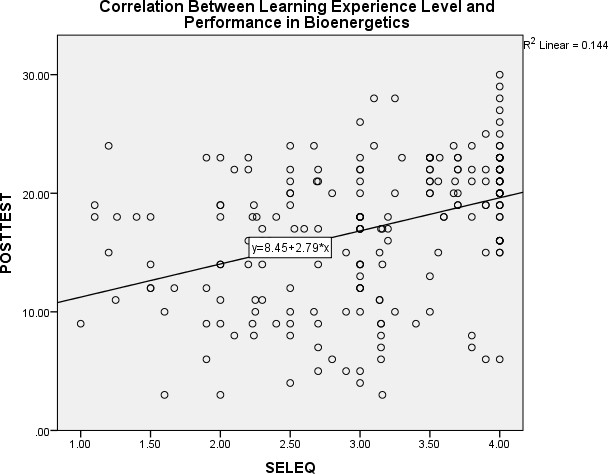 Correlation Between Learning Experience Level and
Performance in Bioenergetics
R2 Linear = 0.144
30.00
20.00
10.00
.00
POSTTEST
y=8.45+2.79*x
1.00 1.50 2.00 2.50 3.00 3.50 4.00
SELEQ